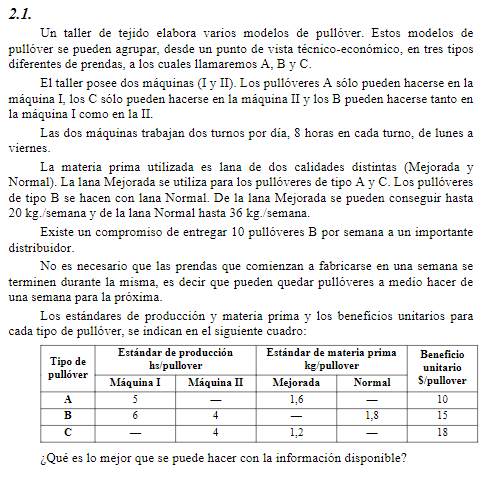 2.1.
Un taller de tejido elabora varios modelos de pullóver. Estos modelos de
pullóver se pueden agrupar, desde un punto de vista técnico-económico, en tres tipos
diferentes de prendas, a los cuales llamaremos A, B y C.
El taller posee dos máquinas (I y II). Los pullóveres A sólo pueden hacerse en la
máquina I, los C sólo pueden hacerse en la máquina II y los B pueden hacerse tanto en
la máquina I como en la II.
Las dos máquinas trabajan dos turnos por día, 8 horas en cada turno, de lunes a
viernes.
La materia prima utilizada es lana de dos calidades distintas (Mejorada y
Normal). La lana Mejorada se utiliza para los pullóveres de tipo A y C. Los pullóveres
de tipo B se hacen con lana Normal. De la lana Mejorada se pueden conseguir hasta
20 kg./semana y de la lana Normal hasta 36 kg./semana.
Existe un compromiso de entregar 10 pullóveres B por semana a un importante
distribuidor.
No es necesario que las prendas que comienzan a fabricarse en una semana se
terminen durante la misma, es decir que pueden quedar pullóveres a medio hacer de
una semana para la próxima.
Los estándares de producción y materia prima y los beneficios unitarios para
cada tipo de pullóver, se indican en el siguiente cuadro:
Tipo de pullóver Estándar de producción hs/pullover Estándar de materia prima kg/pullover Beneficio unitario $/pullover
Máquina I Máquina II Mejorada Normal
A 5 — 1,6 — 10
B 6 4 — 1,8 15
C — 4 1,2 — 18
¿Qué es lo mejor que se puede hacer con la información disponible?